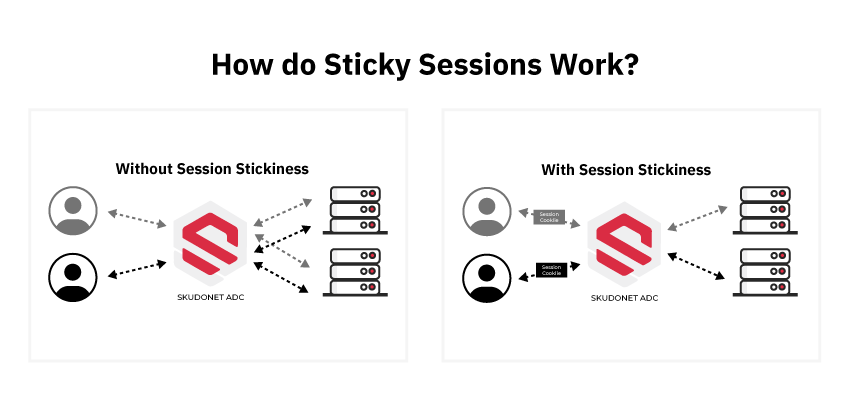 How do Sticky Sessions Work?
Without Session Stickiness
SKUDONET ADC
With Session Stickiness
Session
Cookie
Session
Cookie
SKUDONET ADC